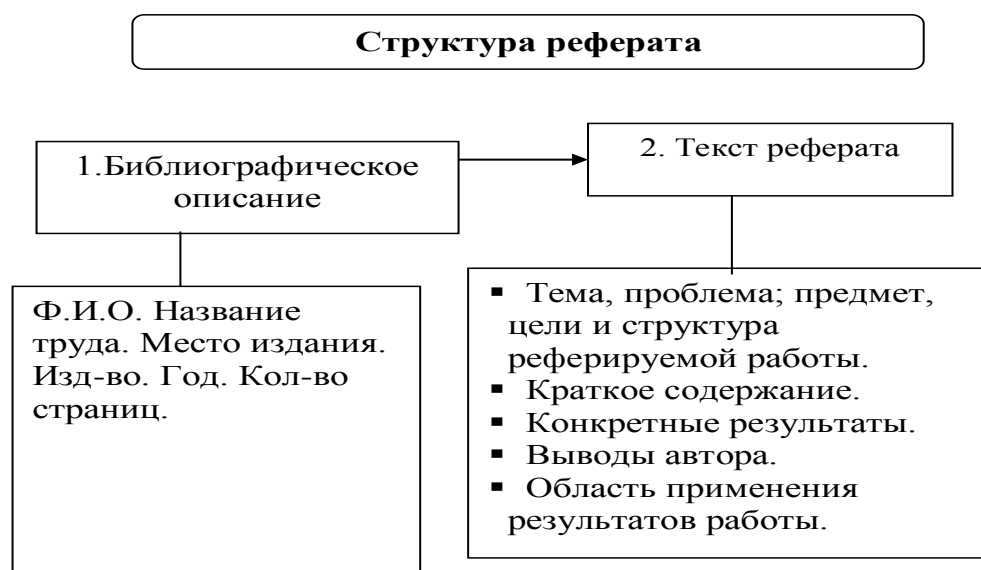 Структура реферата
1.Библиографическое
описание
2. Текст реферата
Ф.И.О. Название
труда. Место издания.
Изд-во. Год. Кол-во
страниц.
▪ Тема, проблема; предмет,
цели и структура
реферируемой работы.
▪ Краткое содержание.
▪ Конкретные результаты.
▪ Выводы автора.
▪ Область применения
результатов работы.